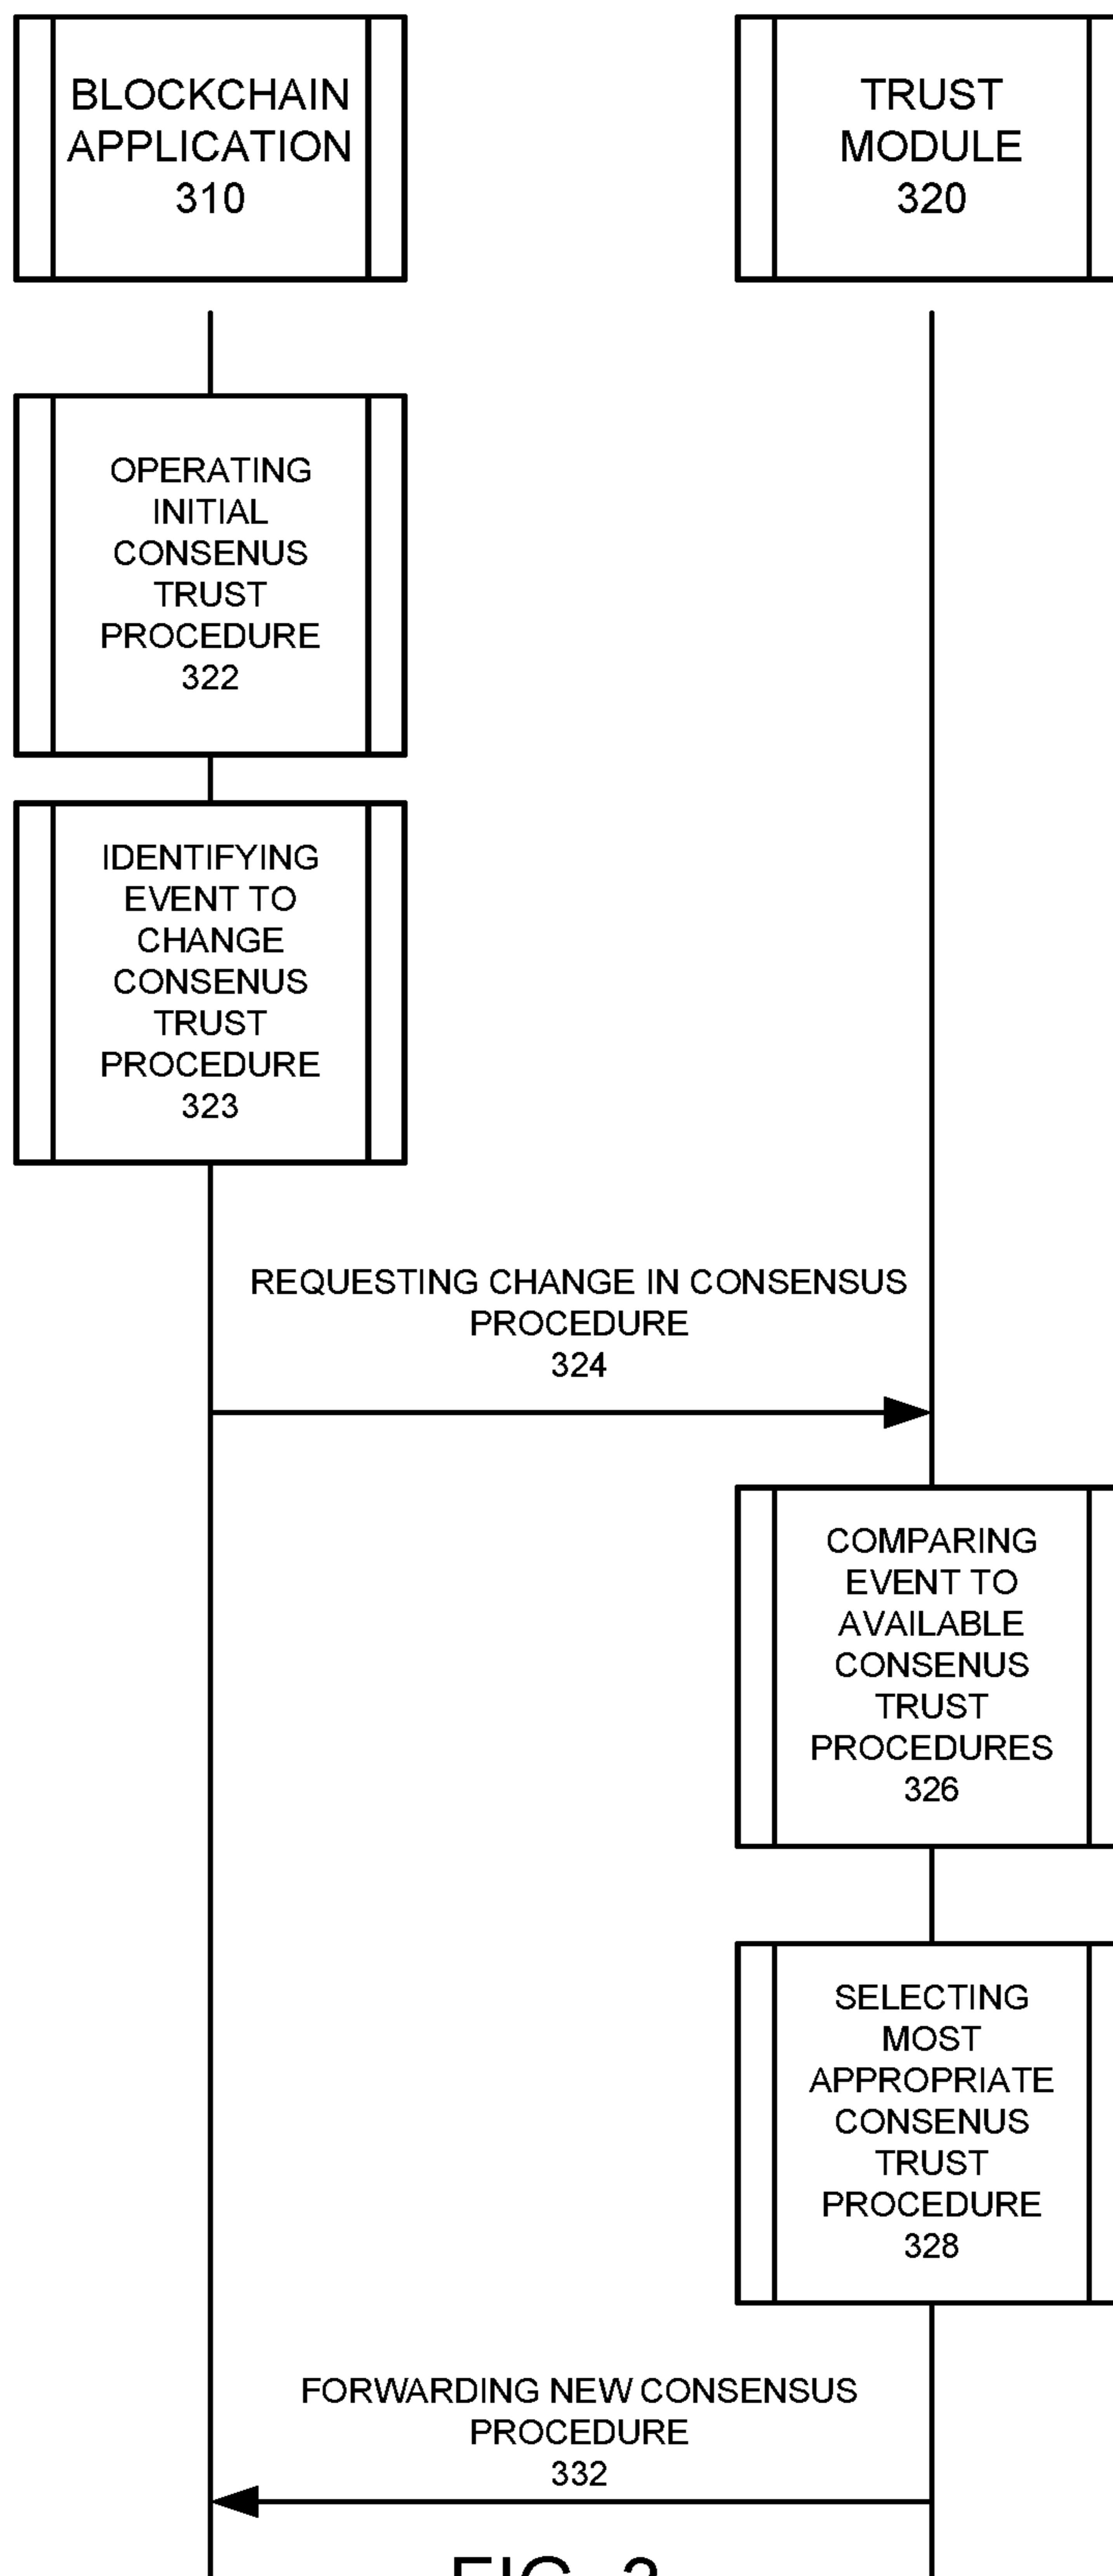 BLOCKCHAIN
APPLICATION
310
TRUST
MODULE
320
OPERATING
INITIAL
CONSENUS
TRUST
PROCEDURE
322
IDENTIFYING
EVENT TO
CHANGE
CONSENUS
TRUST
PROCEDURE
323
REQUESTING CHANGE IN CONSENSUS
PROCEDURE
324
COMPARING
EVENT TO
AVAILABLE
CONSENUS
TRUST
PROCEDURES
326
SELECTING
MOST
APPROPRIATE
CONSENUS
TRUST
PROCEDURE
328
FORWARDING NEW CONSENSUS
PROCEDURE
332
FIG. 3